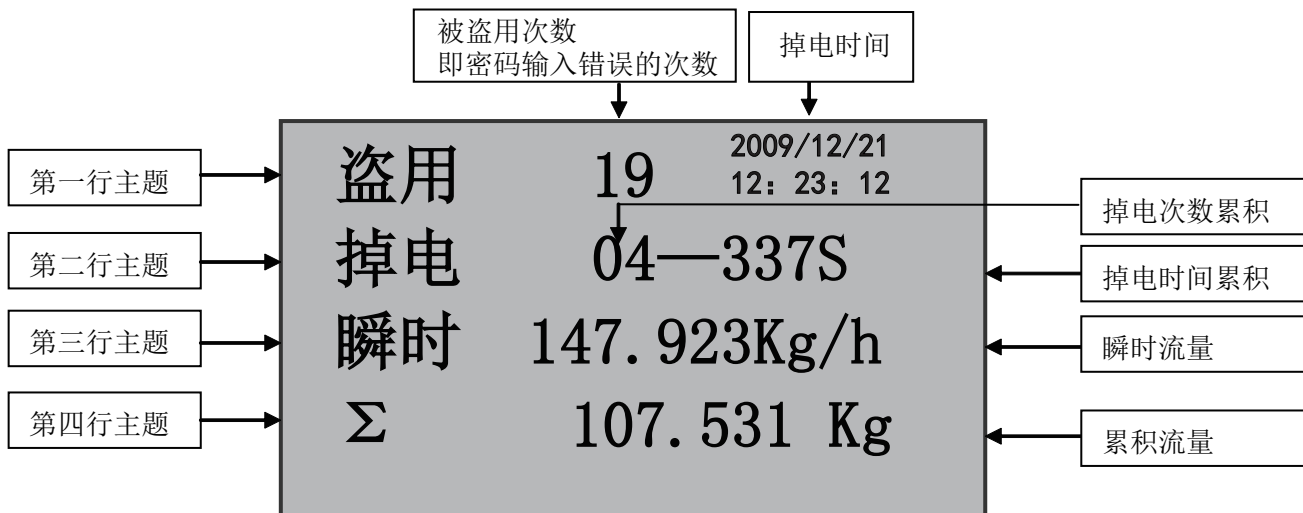 被盗用次数
即密码输入错误的次数
掉电时间
第一行主题
盗用 19
2009/12/21
12：23：12
掉电次数累积
第二行主题
掉电 04—337S
掉电时间累积
第三行主题
瞬时 147.923Kg/h
瞬时流量
第四行主题
Σ 107.531 Kg
累积流量